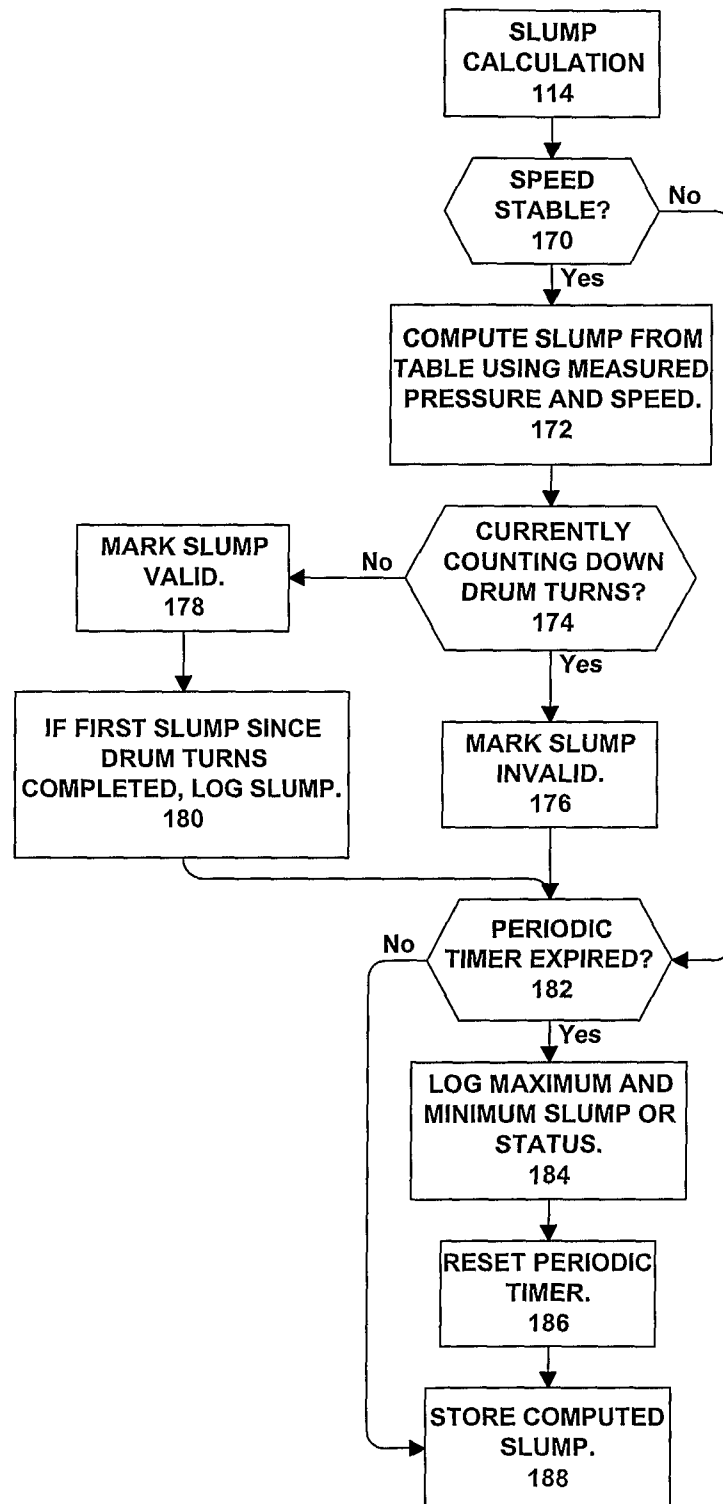 SLUMP
CALCULATION
114
SPEED
STABLE?
170
No
Yes
COMPUTE SLUMP FROM
TABLE USING MEASURED
PRESSURE AND SPEED.
172
CURRENTLY
COUNTING DOWN
DRUM TURNS?
174
No
MARK SLUMP
VALID.
178
Yes
IF FIRST SLUMP SINCE
DRUM TURNS
COMPLETED, LOG SLUMP.
180
MARK SLUMP
INVALID.
176
PERIODIC
TIMER EXPIRED?
182
No
Yes
LOG MAXIMUM AND
MINIMUM SLUMP OR
STATUS.
184
RESET PERIODIC
TIMER.
186
STORE COMPUTED
SLUMP.
188